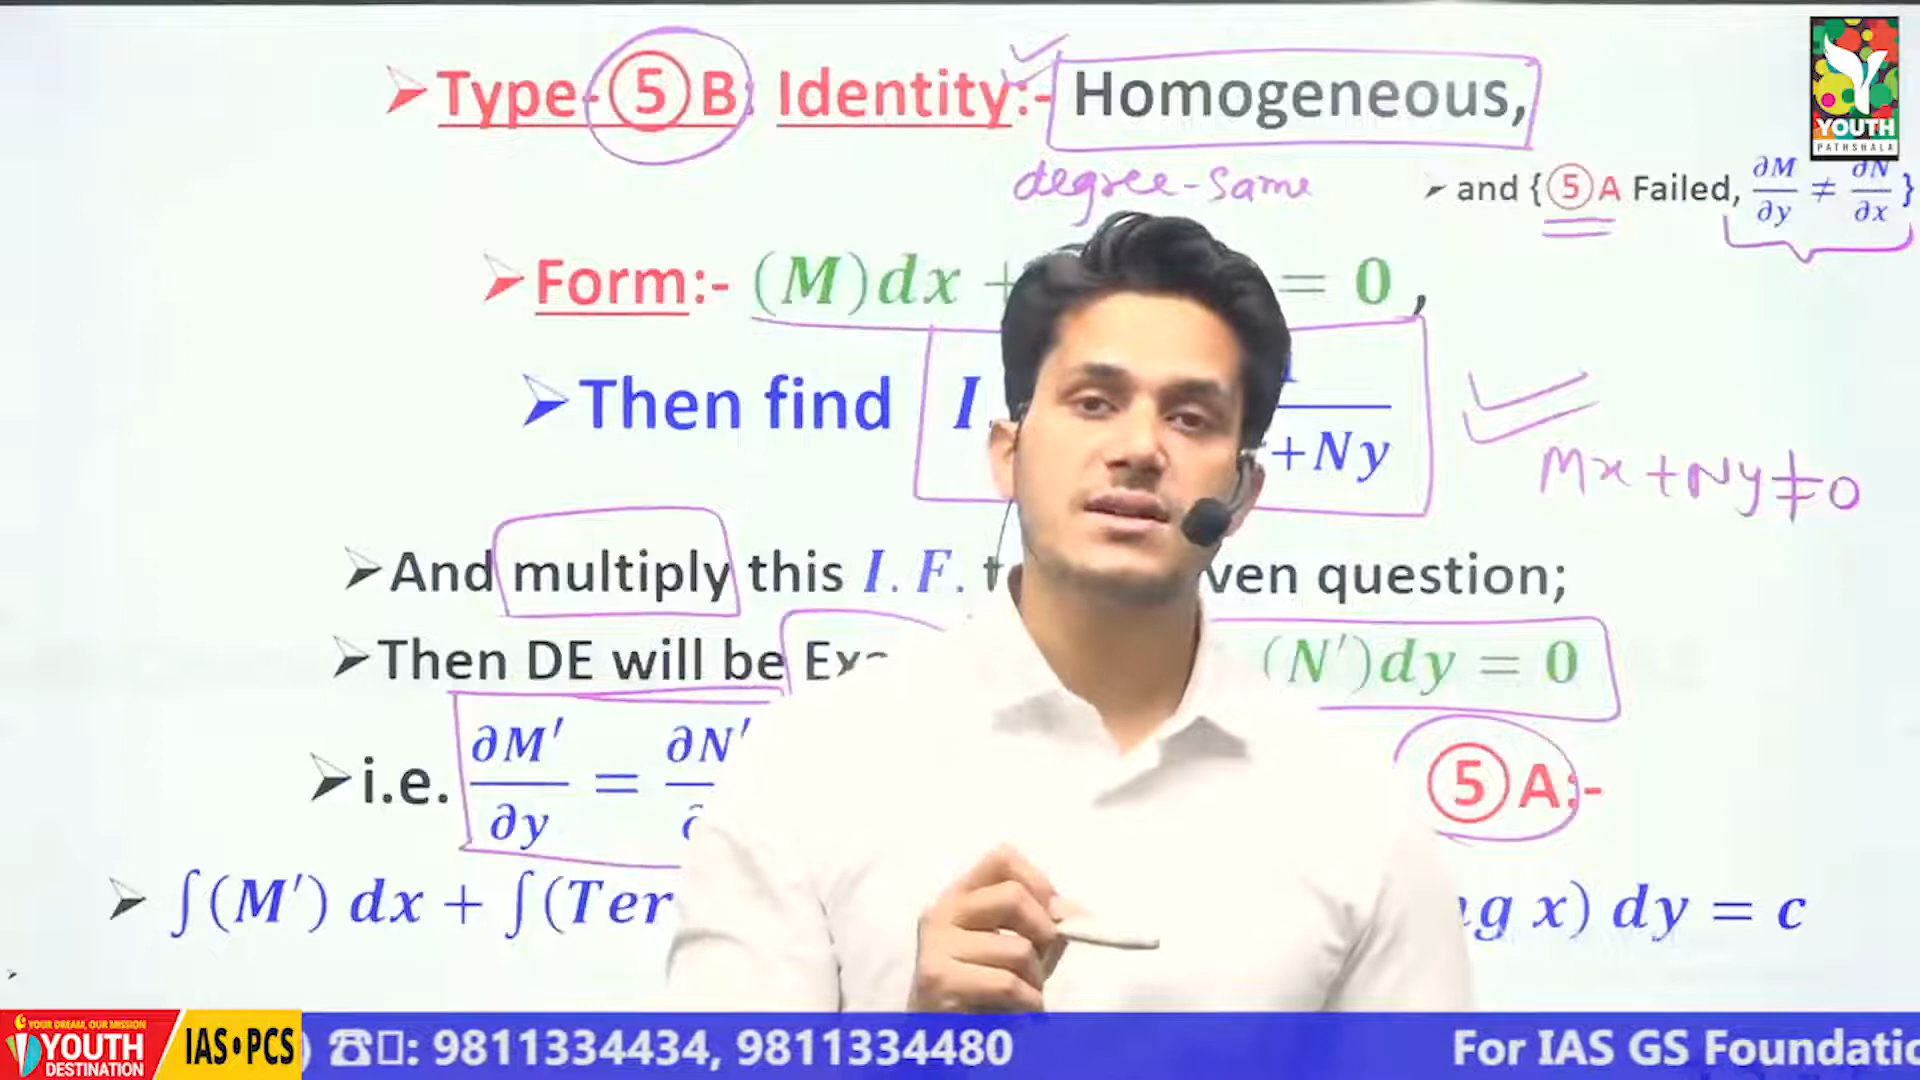 Type-⑤B: Identity:- Homogeneous,
degree-same
and {⑤A Failed, ∂M/∂y ≠ ∂N/∂x}
Form:- (M)dx + = 0 ,
Then find I. +Ny
Mx+Ny≠0
And multiply this I. F. ven question;
Then DE will be (N′)dy = 0
i.e. ∂M′/∂y = ∂N′
⑤A:-
∫(M′) dx + ∫(Ter g x) dy = c
YOUTH
PATHSHALA
YOUR DREAM, OUR MISSION
YOUTH
DESTINATION
IAS•PCS
) ☎: 9811334434, 9811334480
For IAS GS Foundatio